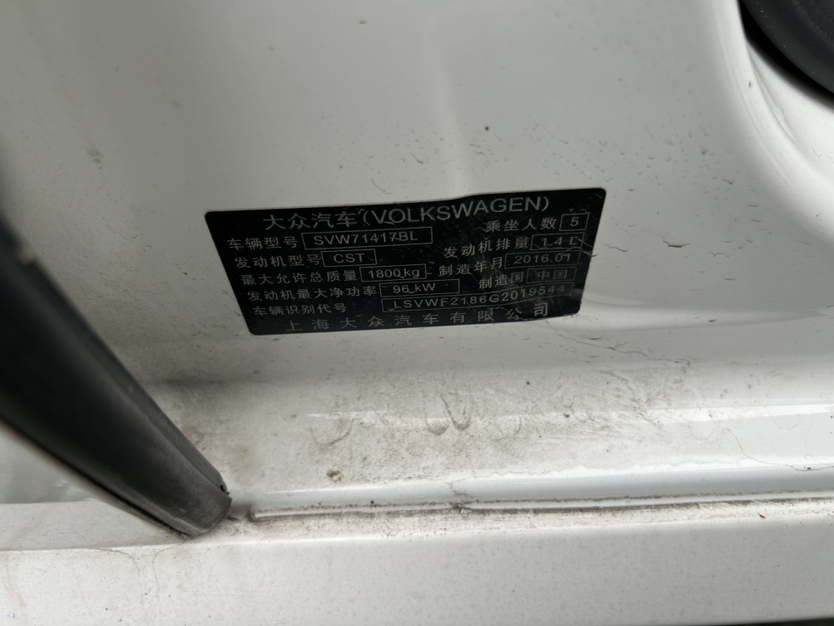 大众汽车(VOLKSWAGEN)
车辆型号 SVW71417BL 乘坐人数 5
发动机型号 CST 发动机排量 1.4 L
最大允许总质量 1800kg 制造年月 2016.01
发动机最大净功率 96 kW 制造国 中国
车辆识别代号 LSVWF2186G2019544
上海大众汽车有限公司